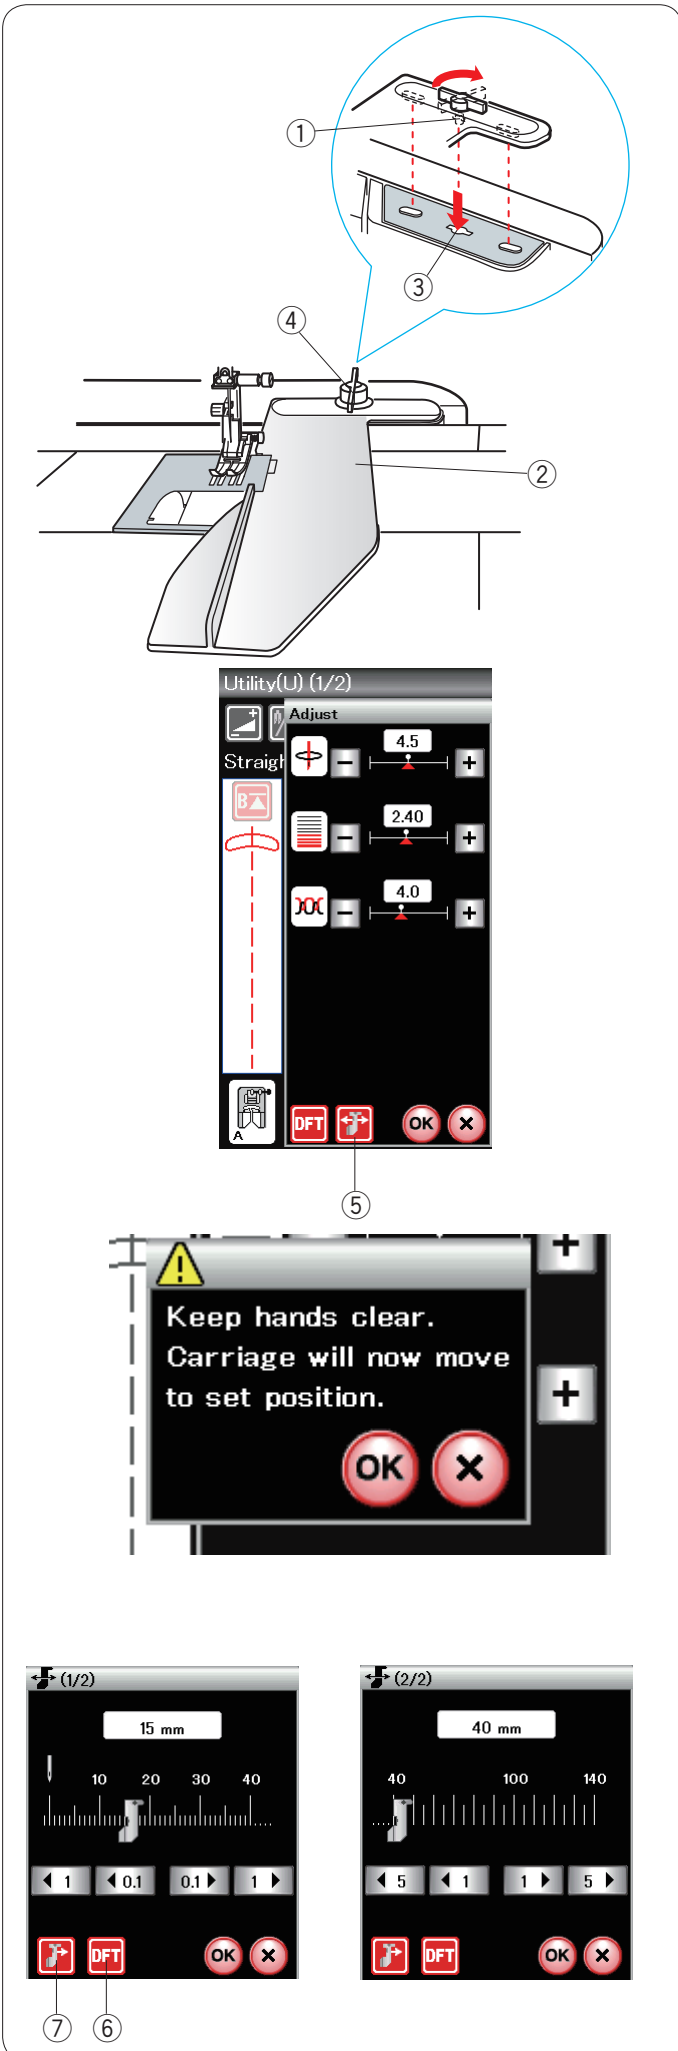 ①
③
④
②
Utility(U) (1/2)
Adjust
Straigh
4.5
− +
B
2.40
− +
4.0
− +
A
DFT OK ×
⑤
+
Keep hands clear.
Carriage will now move
to set position.
+
OK ×
(1/2)
15 mm
10 20 30 40
1 0.1 0.1 1
DFT OK ×
⑦ ⑥
(2/2)
40 mm
40 100 140
5 1 1 5
DFT OK ×